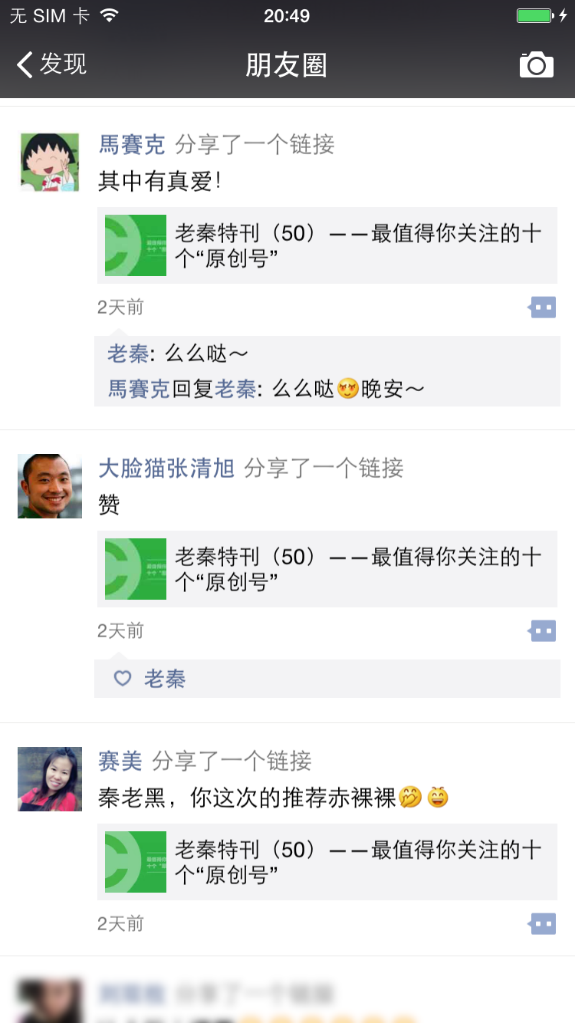 无 SIM 卡 20:49
发现 朋友圈
馬賽克 分享了一个链接
其中有真爱！
老秦特刊（50）——最值得你关注的十
个“原创号”
2天前
老秦: 么么哒～
馬賽克回复老秦: 么么哒😍晚安～
大脸猫张清旭 分享了一个链接
赞
老秦特刊（50）——最值得你关注的十
个“原创号”
2天前
老秦
赛美 分享了一个链接
秦老黑，你这次的推荐赤裸裸🤭😆
老秦特刊（50）——最值得你关注的十
个“原创号”
2天前
分享了一个链接